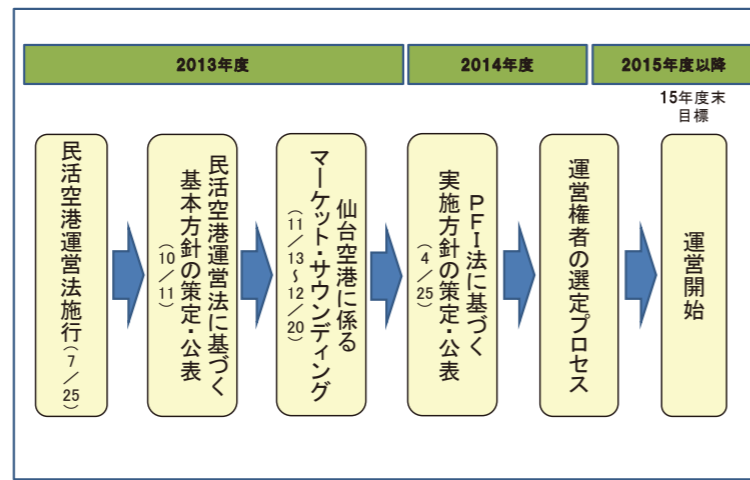 2013年度
2014年度
2015年度以降
15年度末
目標
民活空港運営法施行(7/25)
民活空港運営法に基づく
基本方針の策定・公表
(10/11)
仙台空港に係る
マーケット・サウンディング
(11/13~12/20)
PFI法に基づく
実施方針の策定・公表
(4/25)
運営権者の選定プロセス
運営開始